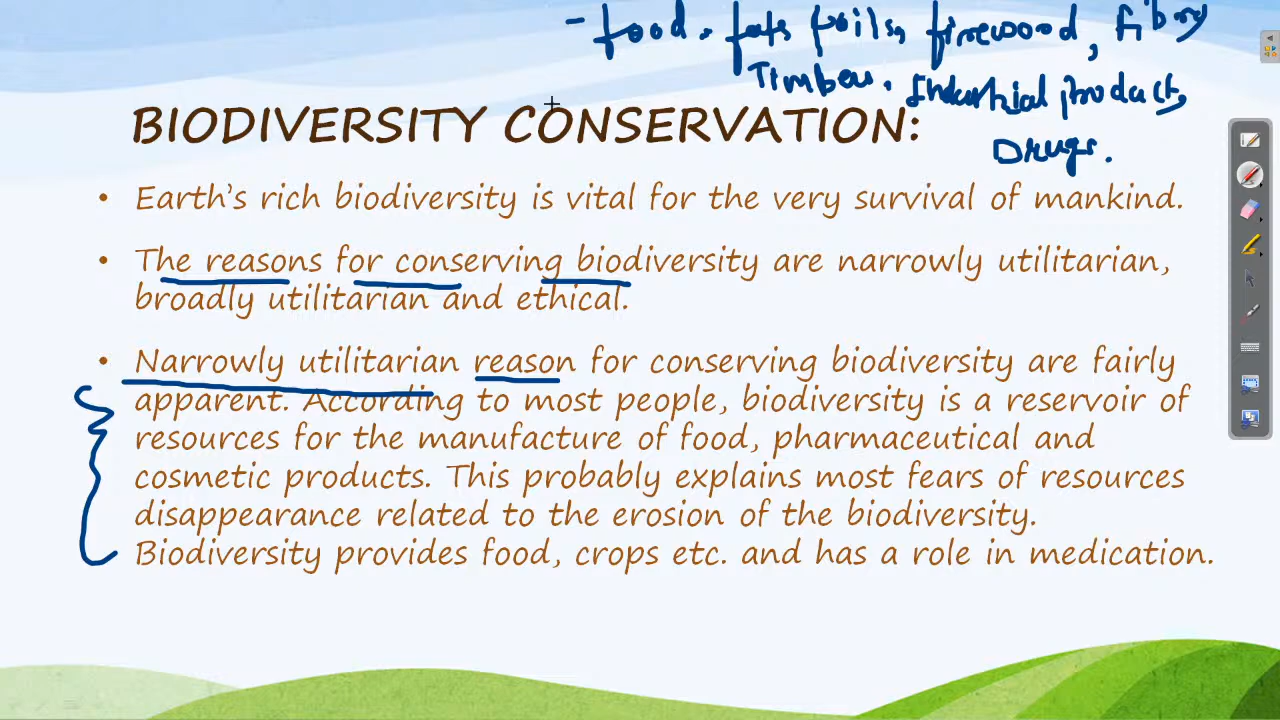 - food, fats & oils, firewood, fibre,
Timber, Industrial products,
Drugs.
BIODIVERSITY CONSERVATION:
• Earth's rich biodiversity is vital for the very survival of mankind.
• The reasons for conserving biodiversity are narrowly utilitarian,
broadly utilitarian and ethical.
• Narrowly utilitarian reason for conserving biodiversity are fairly
apparent. According to most people, biodiversity is a reservoir of
resources for the manufacture of food, pharmaceutical and
cosmetic products. This probably explains most fears of resources
disappearance related to the erosion of the biodiversity.
Biodiversity provides food, crops etc. and has a role in medication.